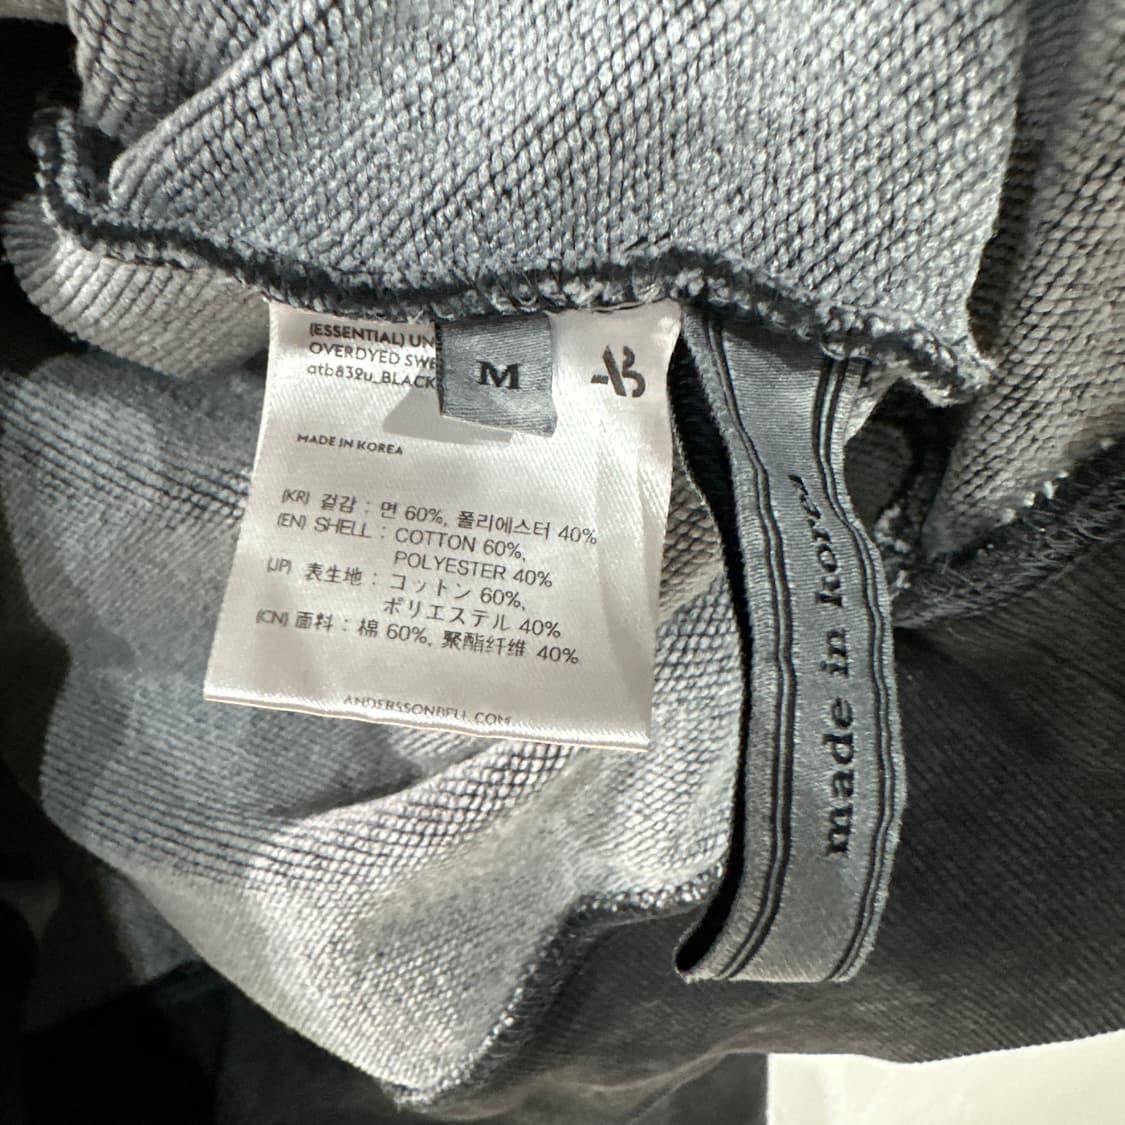 (ESSENTIAL) UN
OVERDYED SWE
atb832u_BLACK
M
AB
MADE IN KOREA
(KR) 겉감 : 면 60%, 폴리에스터 40%
(EN) SHELL : COTTON 60%,
POLYESTER 40%
(JP) 表生地 : コットン 60%,
ポリエステル 40%
(CN) 面料 : 棉 60%, 聚酯纤维 40%
ANDERSSONBELL.COM
made in korea